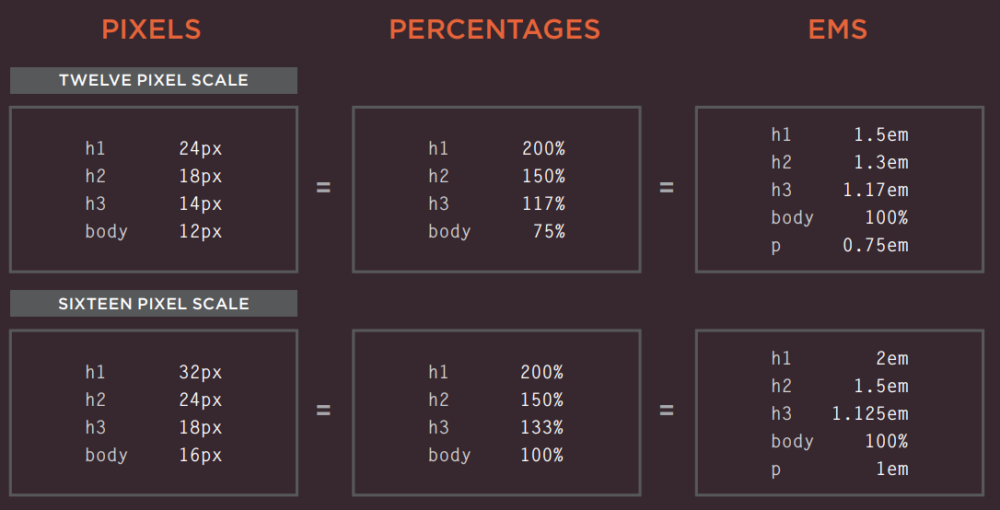 PIXELS PERCENTAGES EMS
TWELVE PIXEL SCALE
h1 24px
h2 18px
h3 14px
body 12px
=
h1 200%
h2 150%
h3 117%
body 75%
=
h1 1.5em
h2 1.3em
h3 1.17em
body 100%
p 0.75em
SIXTEEN PIXEL SCALE
h1 32px
h2 24px
h3 18px
body 16px
=
h1 200%
h2 150%
h3 133%
body 100%
=
h1 2em
h2 1.5em
h3 1.125em
body 100%
p 1em